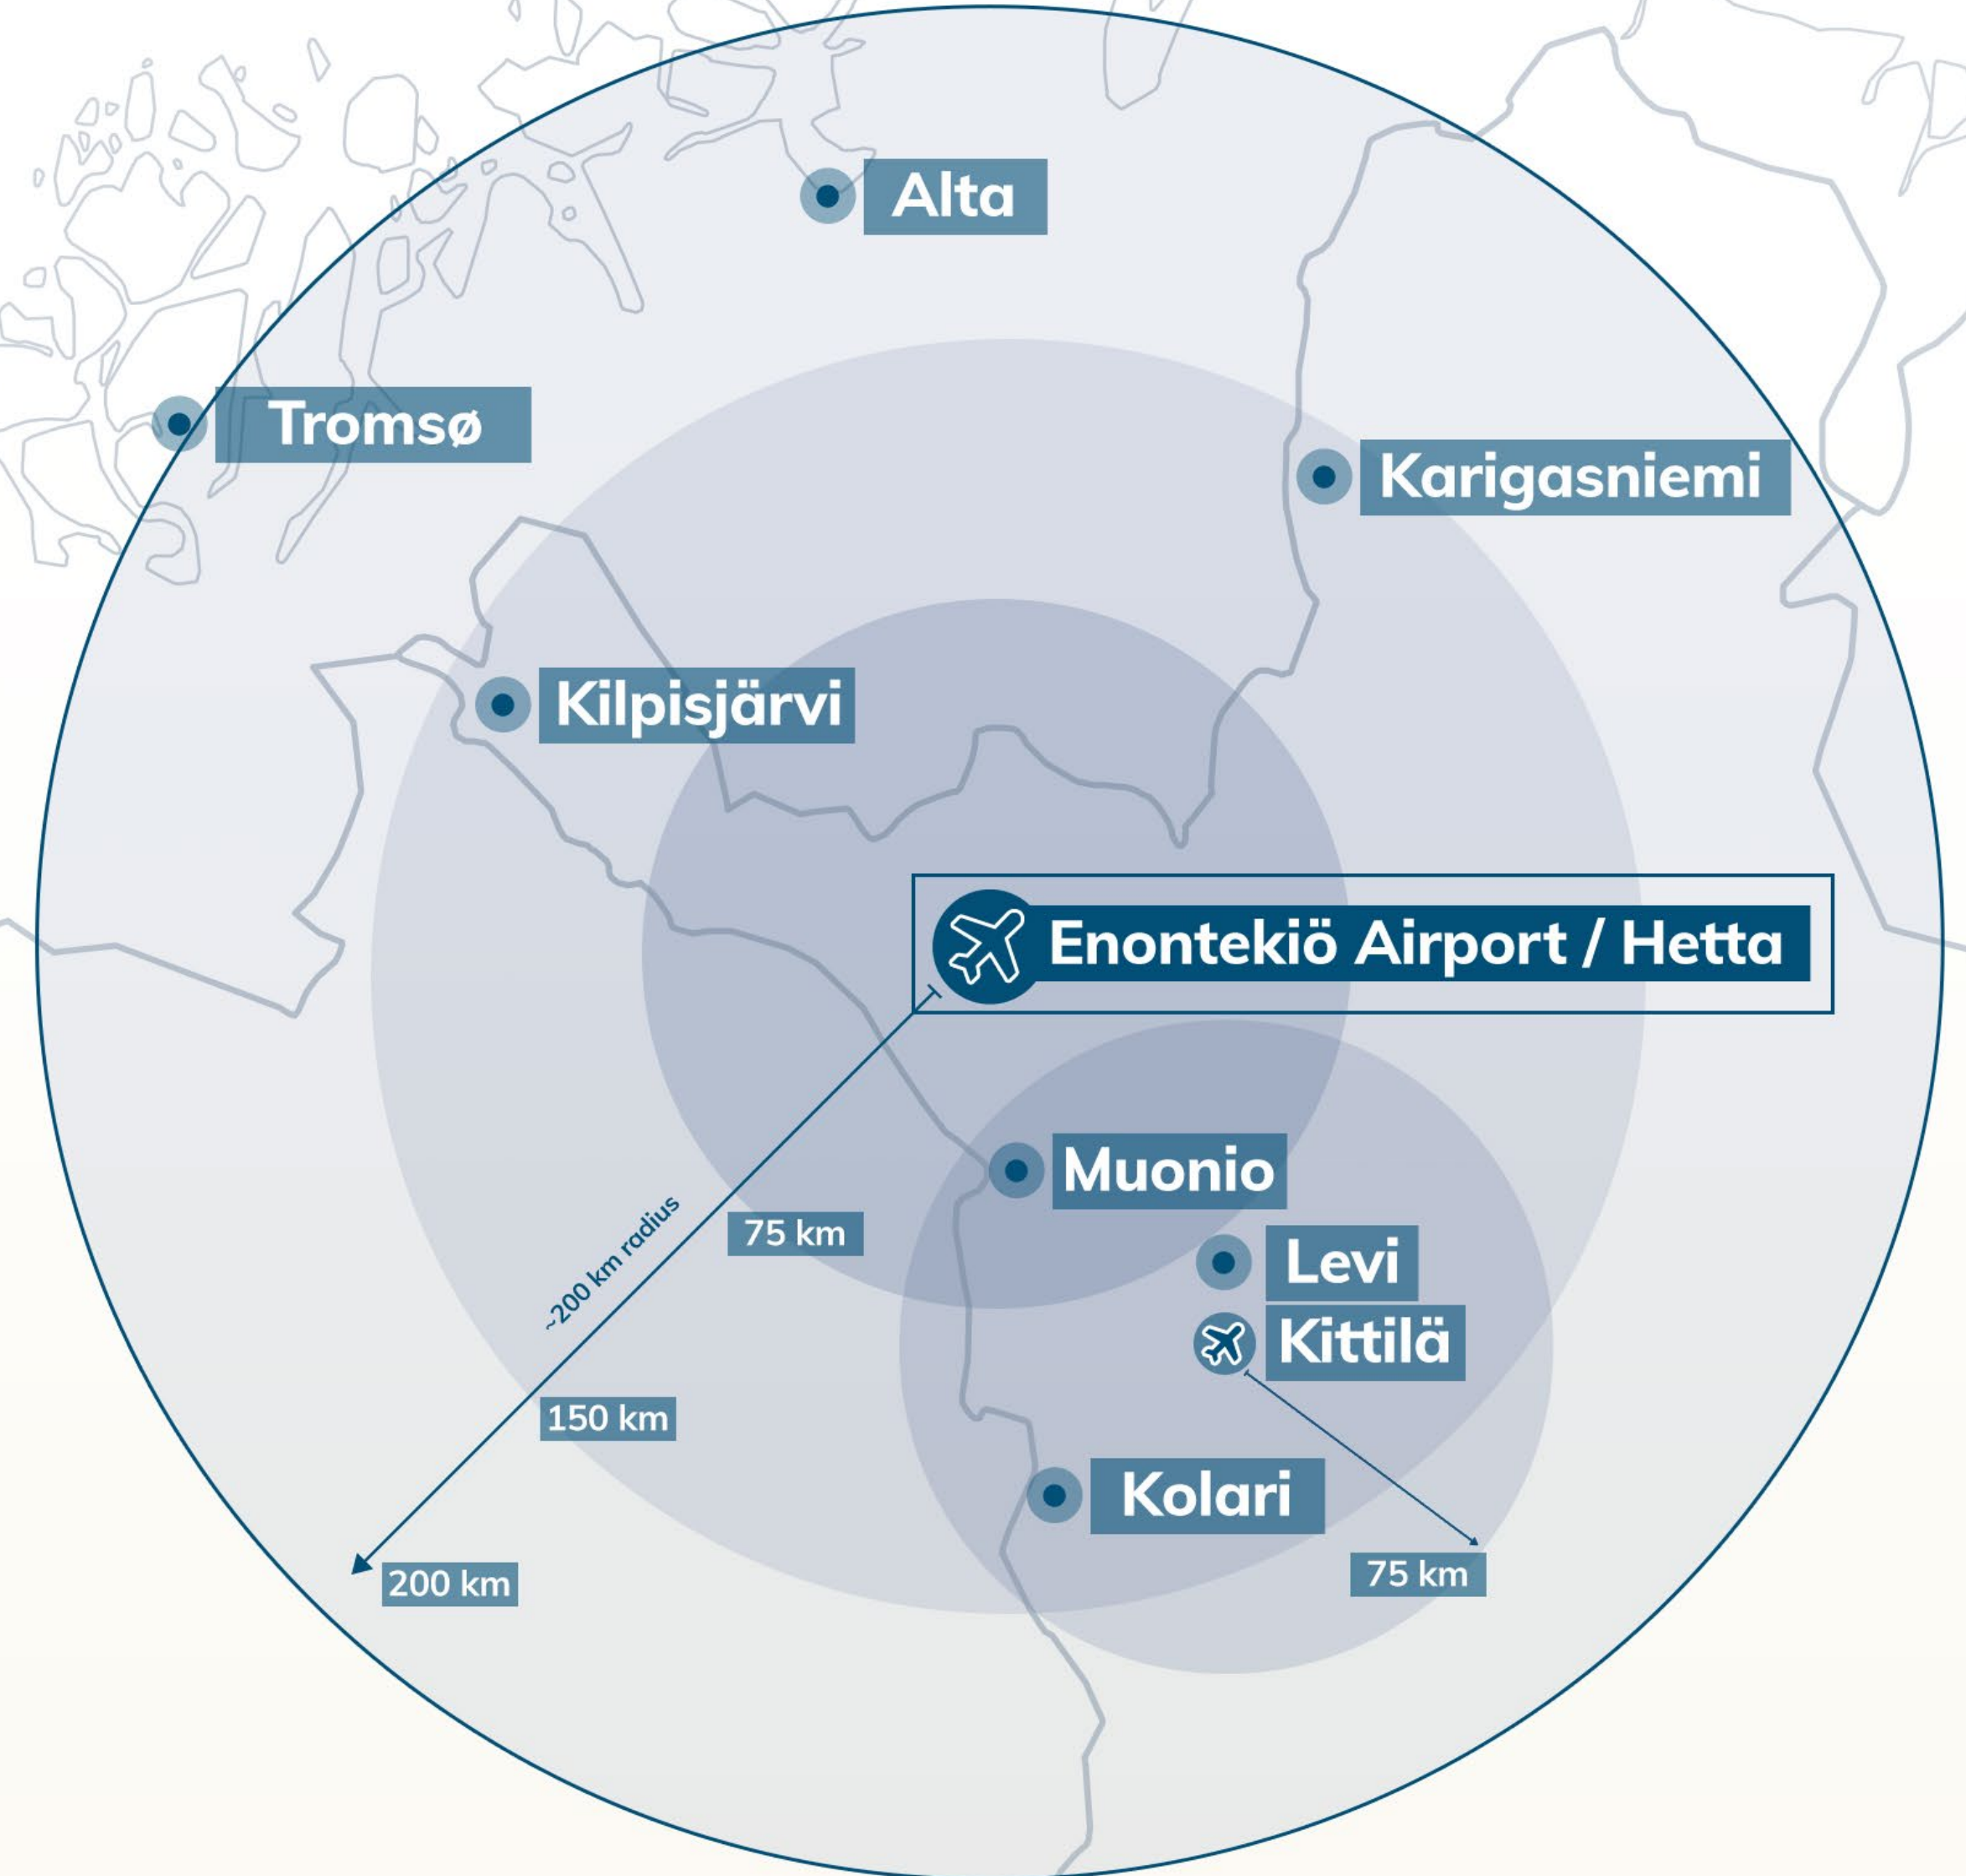 Alta
Tromsø
Karigasniemi
Kilpisjärvi
Enontekiö Airport / Hetta
Muonio
~200 km radius
75 km
Levi
Kittilä
150 km
Kolari
200 km
75 km